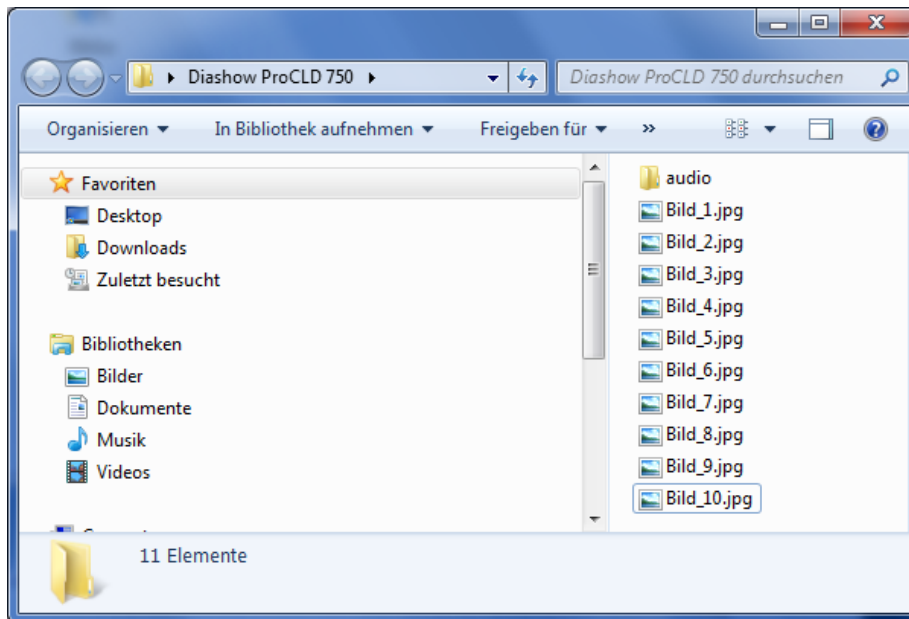 Diashow ProCLD 750
Diashow ProCLD 750 durchsuchen
Organisieren
In Bibliothek aufnehmen
Freigeben für
»
Favoriten
Desktop
Downloads
Zuletzt besucht
Bibliotheken
Bilder
Dokumente
Musik
Videos
audio
Bild_1.jpg
Bild_2.jpg
Bild_3.jpg
Bild_4.jpg
Bild_5.jpg
Bild_6.jpg
Bild_7.jpg
Bild_8.jpg
Bild_9.jpg
Bild_10.jpg
11 Elemente